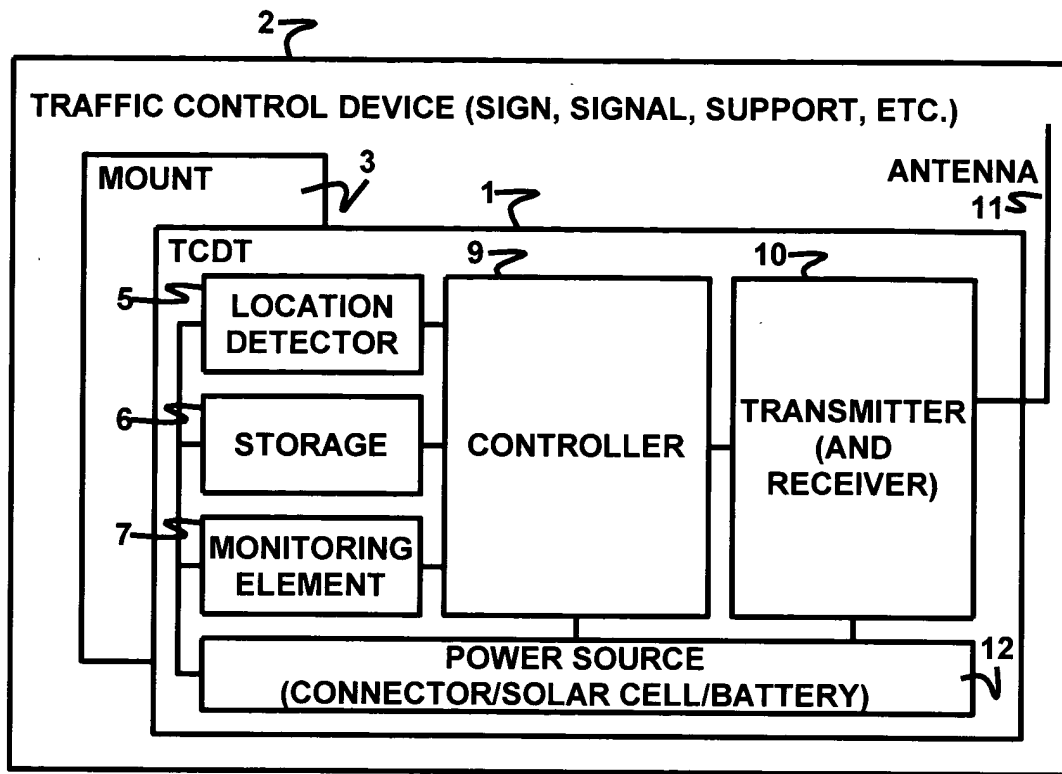 2
TRAFFIC CONTROL DEVICE (SIGN, SIGNAL, SUPPORT, ETC.)
MOUNT
3
ANTENNA
11
1
TCDT
9
10
5
LOCATION
DETECTOR
6
STORAGE
CONTROLLER
TRANSMITTER
(AND
RECEIVER)
7
MONITORING
ELEMENT
POWER SOURCE
(CONNECTOR/SOLAR CELL/BATTERY)
12